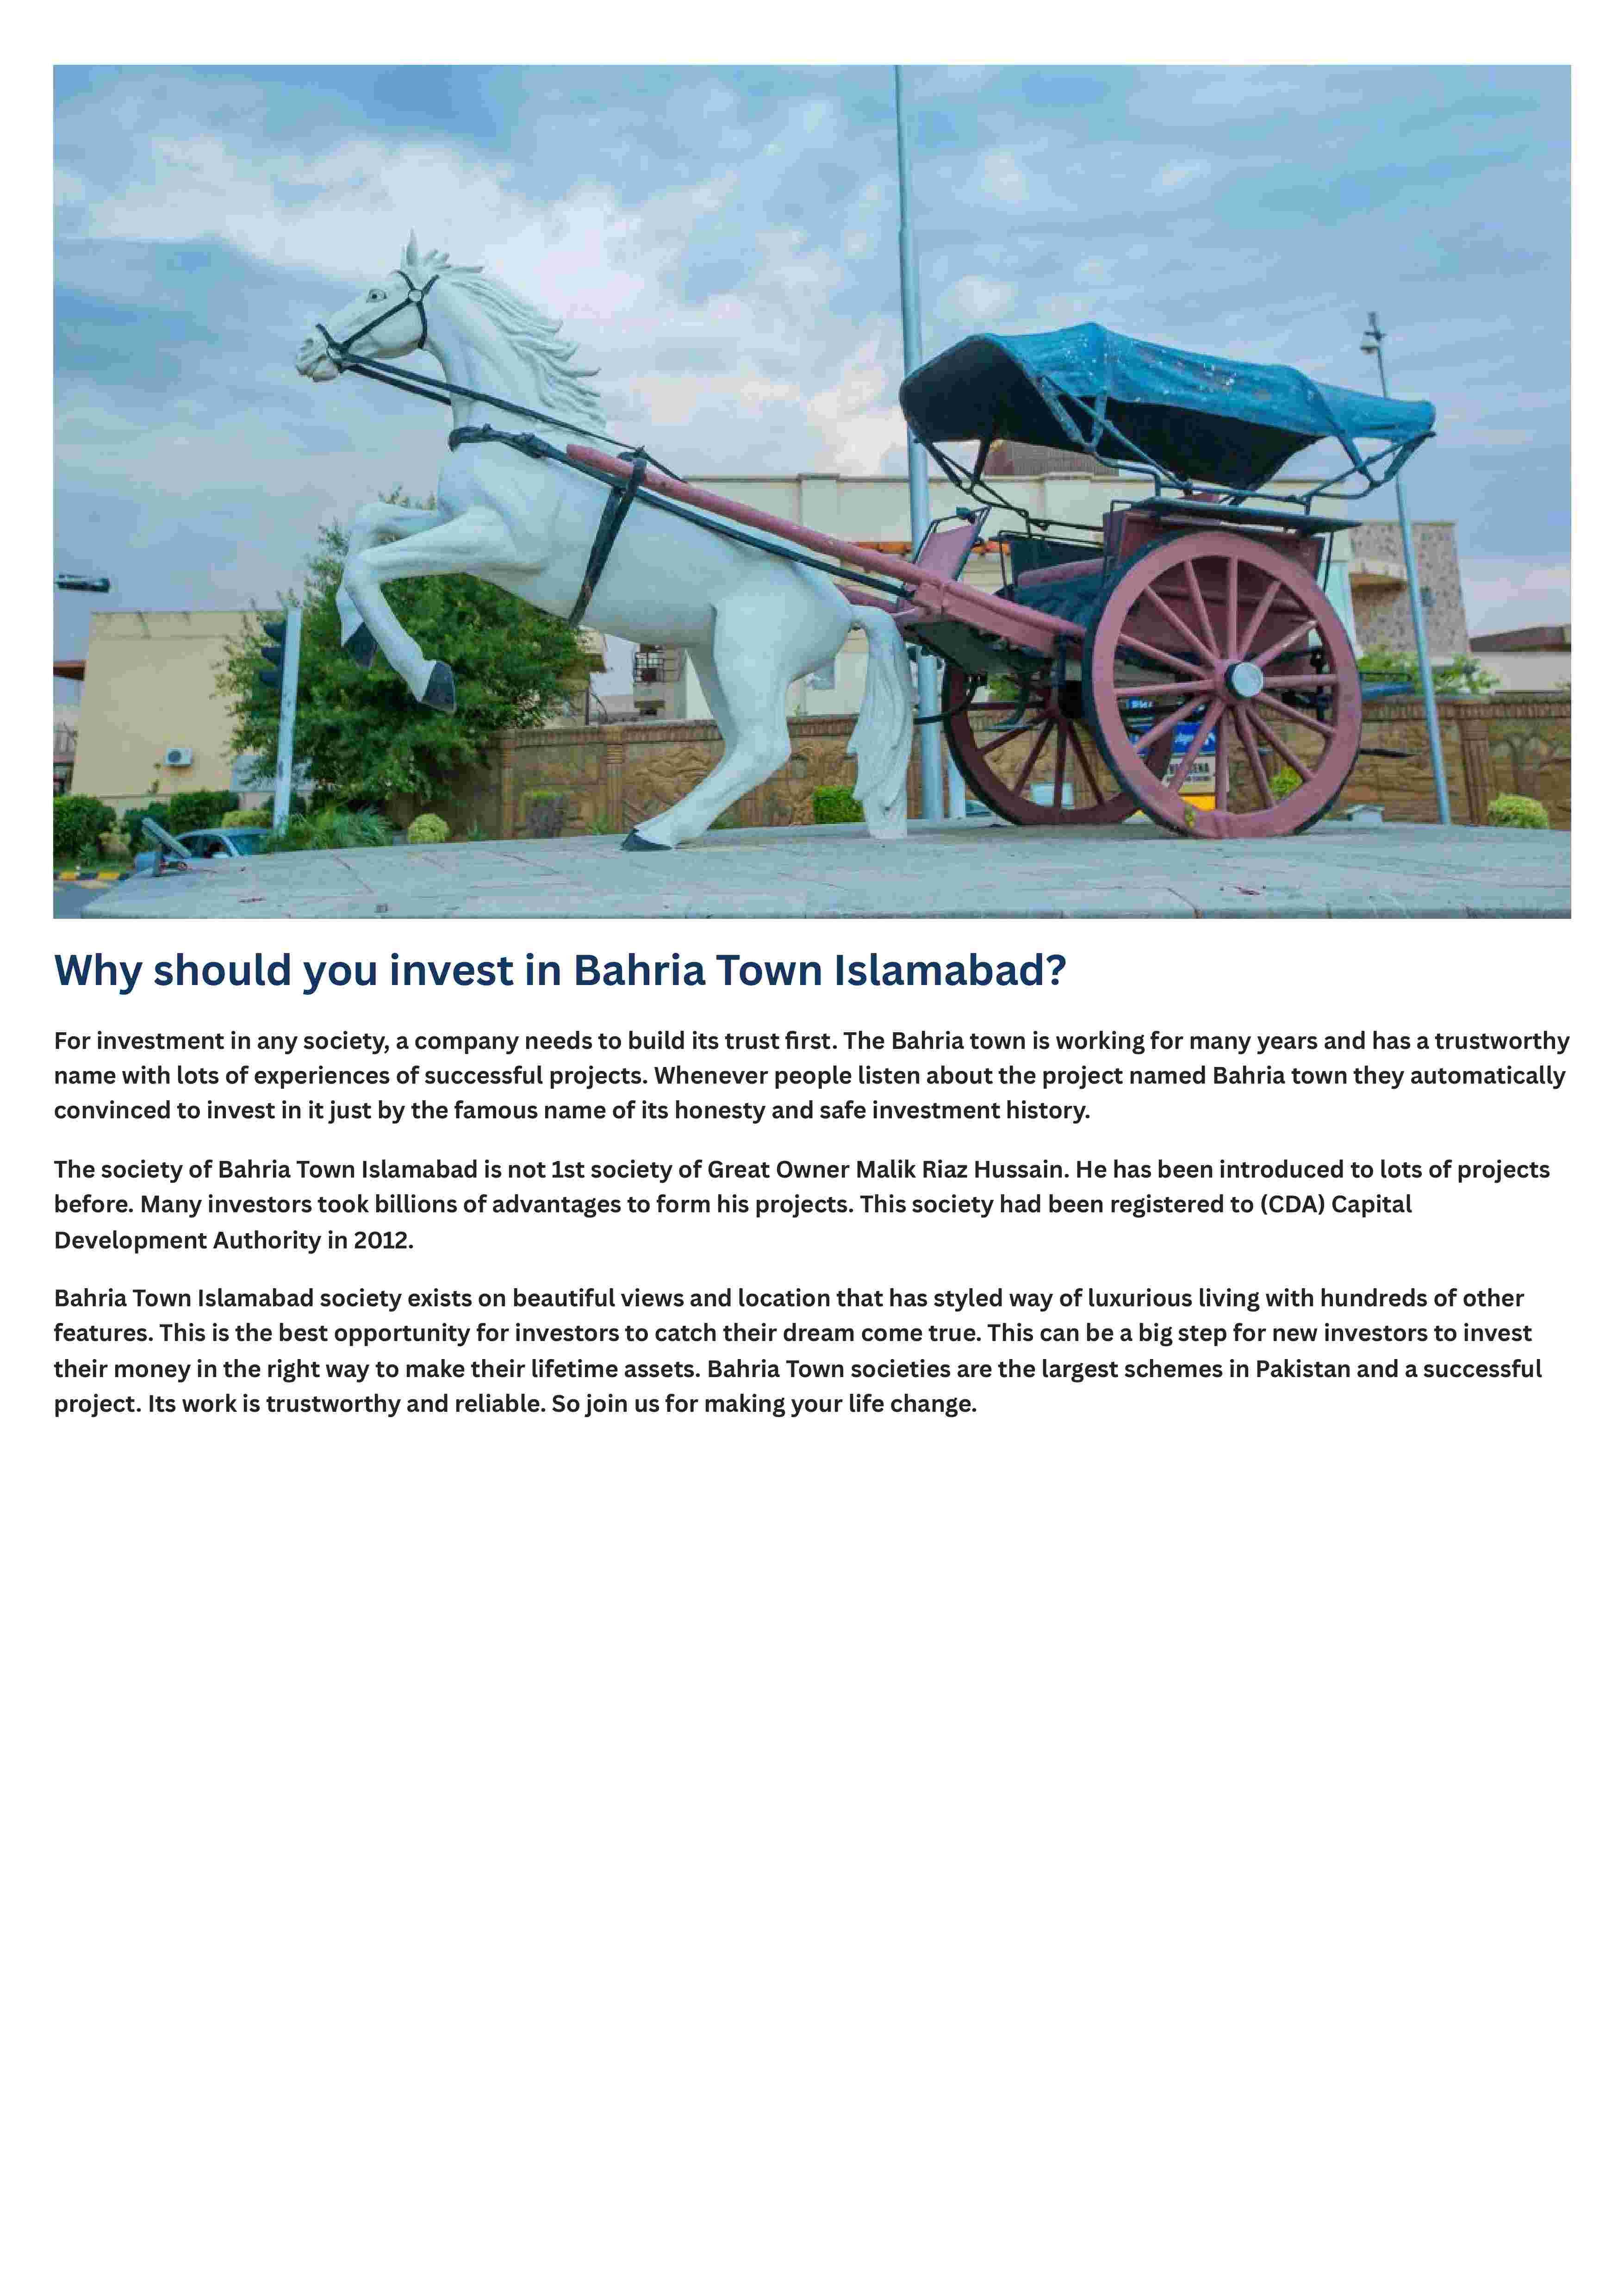 Why should you invest in Bahria Town Islamabad?
For investment in any society, a company needs to build its trust first. The Bahria town is working for many years and has a trustworthy
name with lots of experiences of successful projects. Whenever people listen about the project named Bahria town they automatically
convinced to invest in it just by the famous name of its honesty and safe investment history.
The society of Bahria Town Islamabad is not 1st society of Great Owner Malik Riaz Hussain. He has been introduced to lots of projects
before. Many investors took billions of advantages to form his projects. This society had been registered to (CDA) Capital
Development Authority in 2012.
Bahria Town Islamabad society exists on beautiful views and location that has styled way of luxurious living with hundreds of other
features. This is the best opportunity for investors to catch their dream come true. This can be a big step for new investors to invest
their money in the right way to make their lifetime assets. Bahria Town societies are the largest schemes in Pakistan and a successful
project. Its work is trustworthy and reliable. So join us for making your life change.